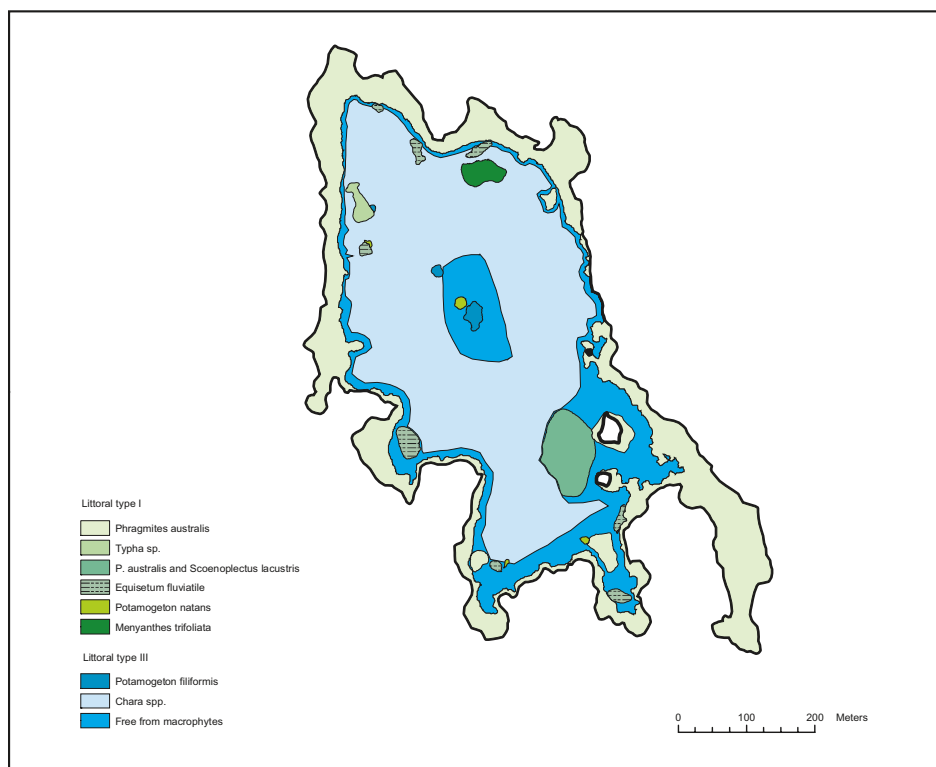 Littoral type I
Phragmites australis
Typha sp.
P. australis and Scoenoplectus lacustris
Equisetum fluviatile
Potamogeton natans
Menyanthes trifoliata
Littoral type III
Potamogeton filiformis
Chara spp.
Free from macrophytes
0 100 200 Meters